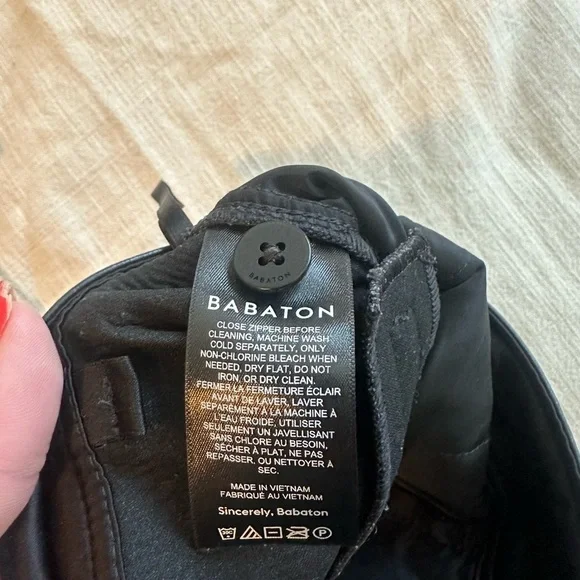 BABATON
BABATON
CLOSE ZIPPER BEFORE
CLEANING, MACHINE WASH
COLD SEPARATELY, ONLY
NON-CHLORINE BLEACH WHEN
NEEDED, DRY FLAT, DO NOT
IRON, OR DRY CLEAN.
FERMER LA FERMETURE ÉCLAIR
AVANT DE LAVER, LAVER
SÉPARÉMENT À LA MACHINE À
L'EAU FROIDE, UTILISER
SEULEMENT UN JAVELLISANT
SANS CHLORE AU BESOIN,
SÉCHER À PLAT, NE PAS
REPASSER, OU NETTOYER À
SEC.
MADE IN VIETNAM
FABRIQUÉ AU VIETNAM
Sincerely, Babaton
30C P